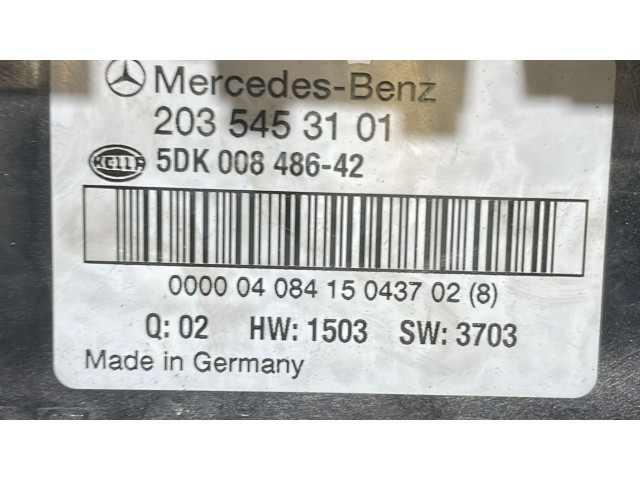 Mercedes-Benz
203 545 31 01
HELLA 5DK 008 486-42
0000 04 084 15 0437 02 (8)
Q: 02 HW: 1503 SW: 3703
Made in Germany